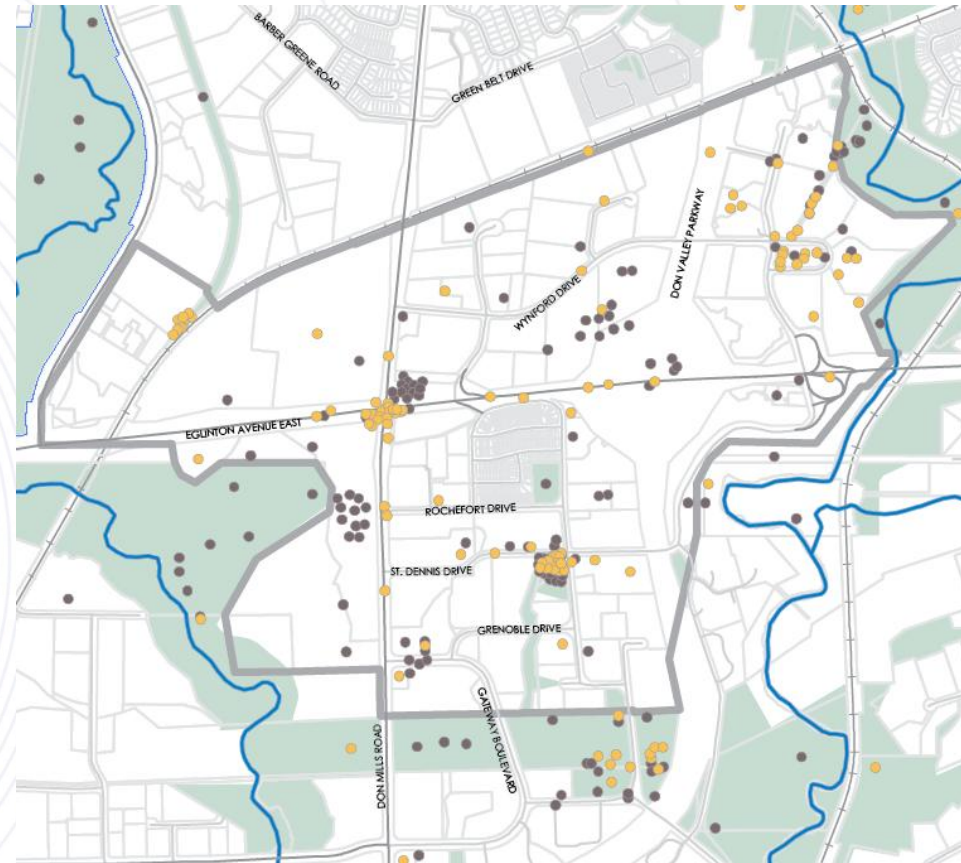 BARBER GREENE ROAD
GREEN BELT DRIVE
DON VALLEY PARKWAY
WYNFORD DRIVE
EGLINTON AVENUE EAST
ROCHEFORT DRIVE
ST. DENNIS DRIVE
GRENOBLE DRIVE
GATEWAY BOULEVARD
DON MILLS ROAD